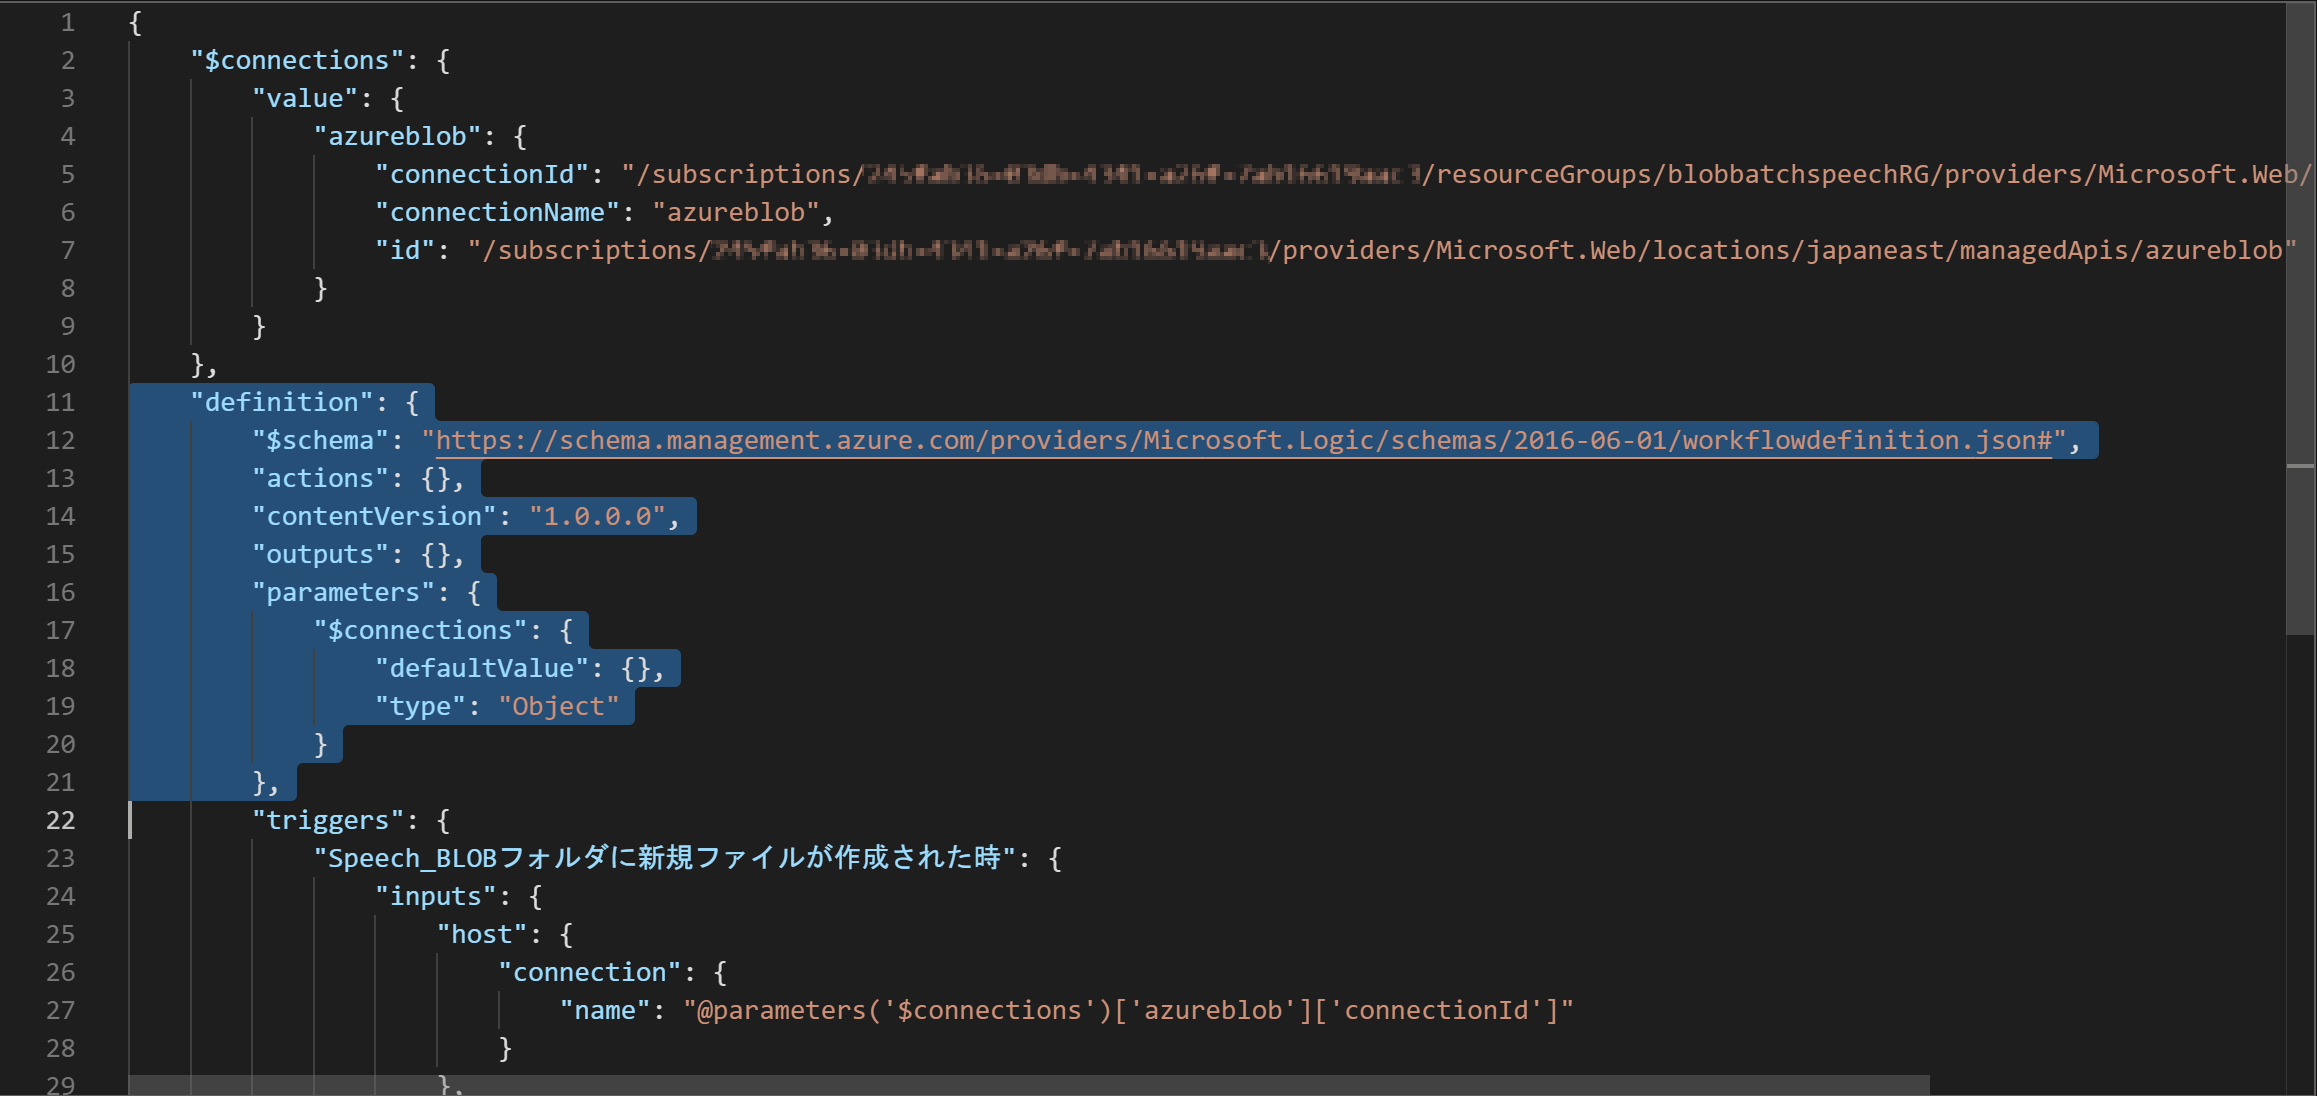 1 {
2 "$connections": {
3 "value": {
4 "azureblob": {
5 "connectionId": "/subscriptions/ /resourceGroups/blobbatchspeechRG/providers/Microsoft.Web/
6 "connectionName": "azureblob",
7 "id": "/subscriptions/ /providers/Microsoft.Web/locations/japaneast/managedApis/azureblob"
8 }
9 }
10 },
11 "definition": {
12 "$schema": "https://schema.management.azure.com/providers/Microsoft.Logic/schemas/2016-06-01/workflowdefinition.json#",
13 "actions": {},
14 "contentVersion": "1.0.0.0",
15 "outputs": {},
16 "parameters": {
17 "$connections": {
18 "defaultValue": {},
19 "type": "Object"
20 }
21 },
22 "triggers": {
23 "Speech_BLOBフォルダに新規ファイルが作成された時": {
24 "inputs": {
25 "host": {
26 "connection": {
27 "name": "@parameters('$connections')['azureblob']['connectionId']"
28 }
29 },